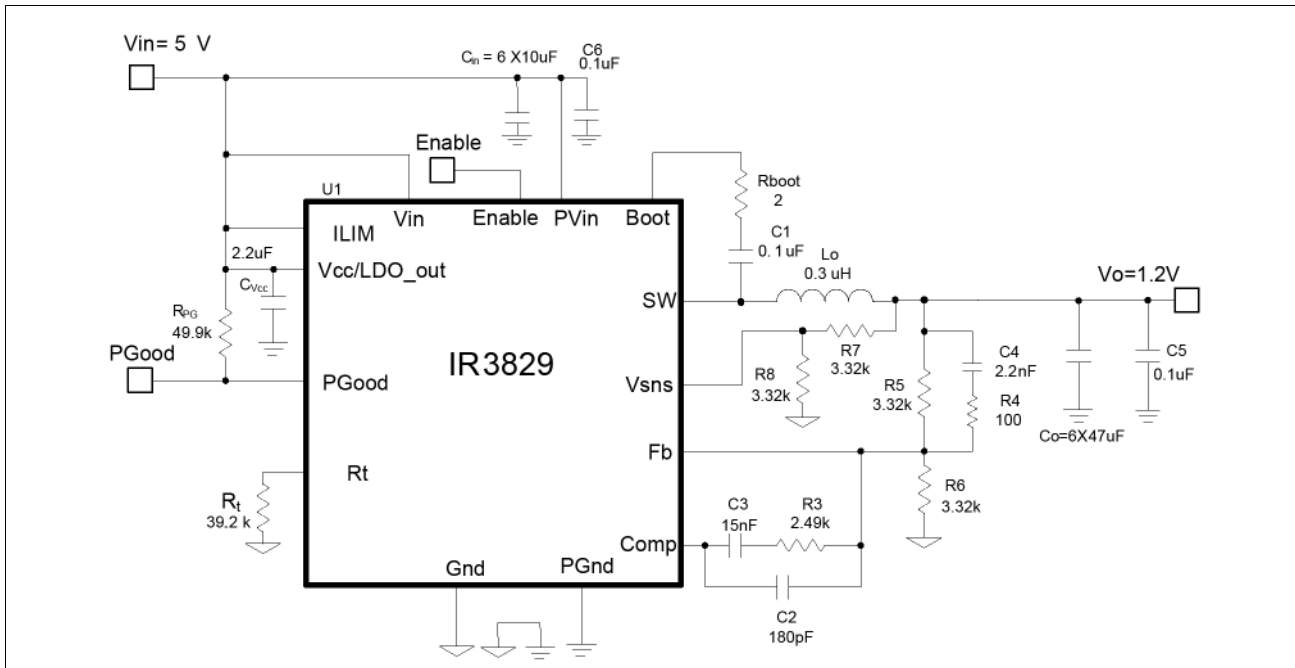 Vin= 5 V
Cin = 6 X10uF
C6
0.1uF
Enable
U1
Vin
Enable
PVin
Boot
Rboot
2
C1
0.1uF
ILIM
2.2uF
Vcc/LDO_out
CVcc
Lo
0.3 uH
Vo=1.2V
SW
RPG
49.9k
PGood
PGood
IR3829
Vsns
R7
3.32k
R8
3.32k
R5
3.32k
C4
2.2nF
R4
100
C5
0.1uF
Co=6X47uF
Fb
Rt
Rt
39.2 k
R6
3.32k
C3
15nF
R3
2.49k
Comp
Gnd
PGnd
C2
180pF